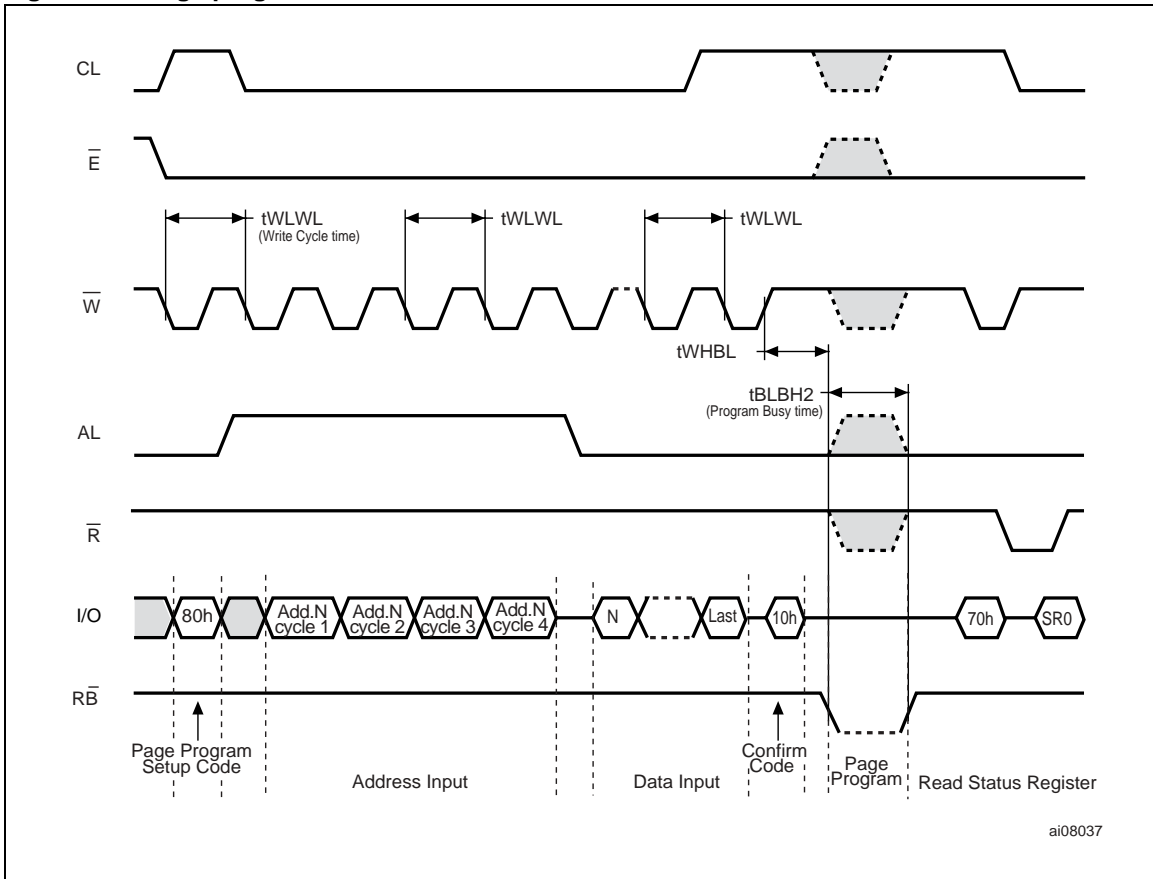 CL
E
tWLWL
(Write Cycle time)
tWLWL
tWLWL
W
tWHBL
tBLBH2
(Program Busy time)
AL
R
I/O
80h
Add.N
cycle 1
Add.N
cycle 2
Add.N
cycle 3
Add.N
cycle 4
N
Last
10h
70h
SR0
RB
Page Program
Setup Code
Address Input
Data Input
Confirm
Code
Page
Program
Read Status Register
ai08037